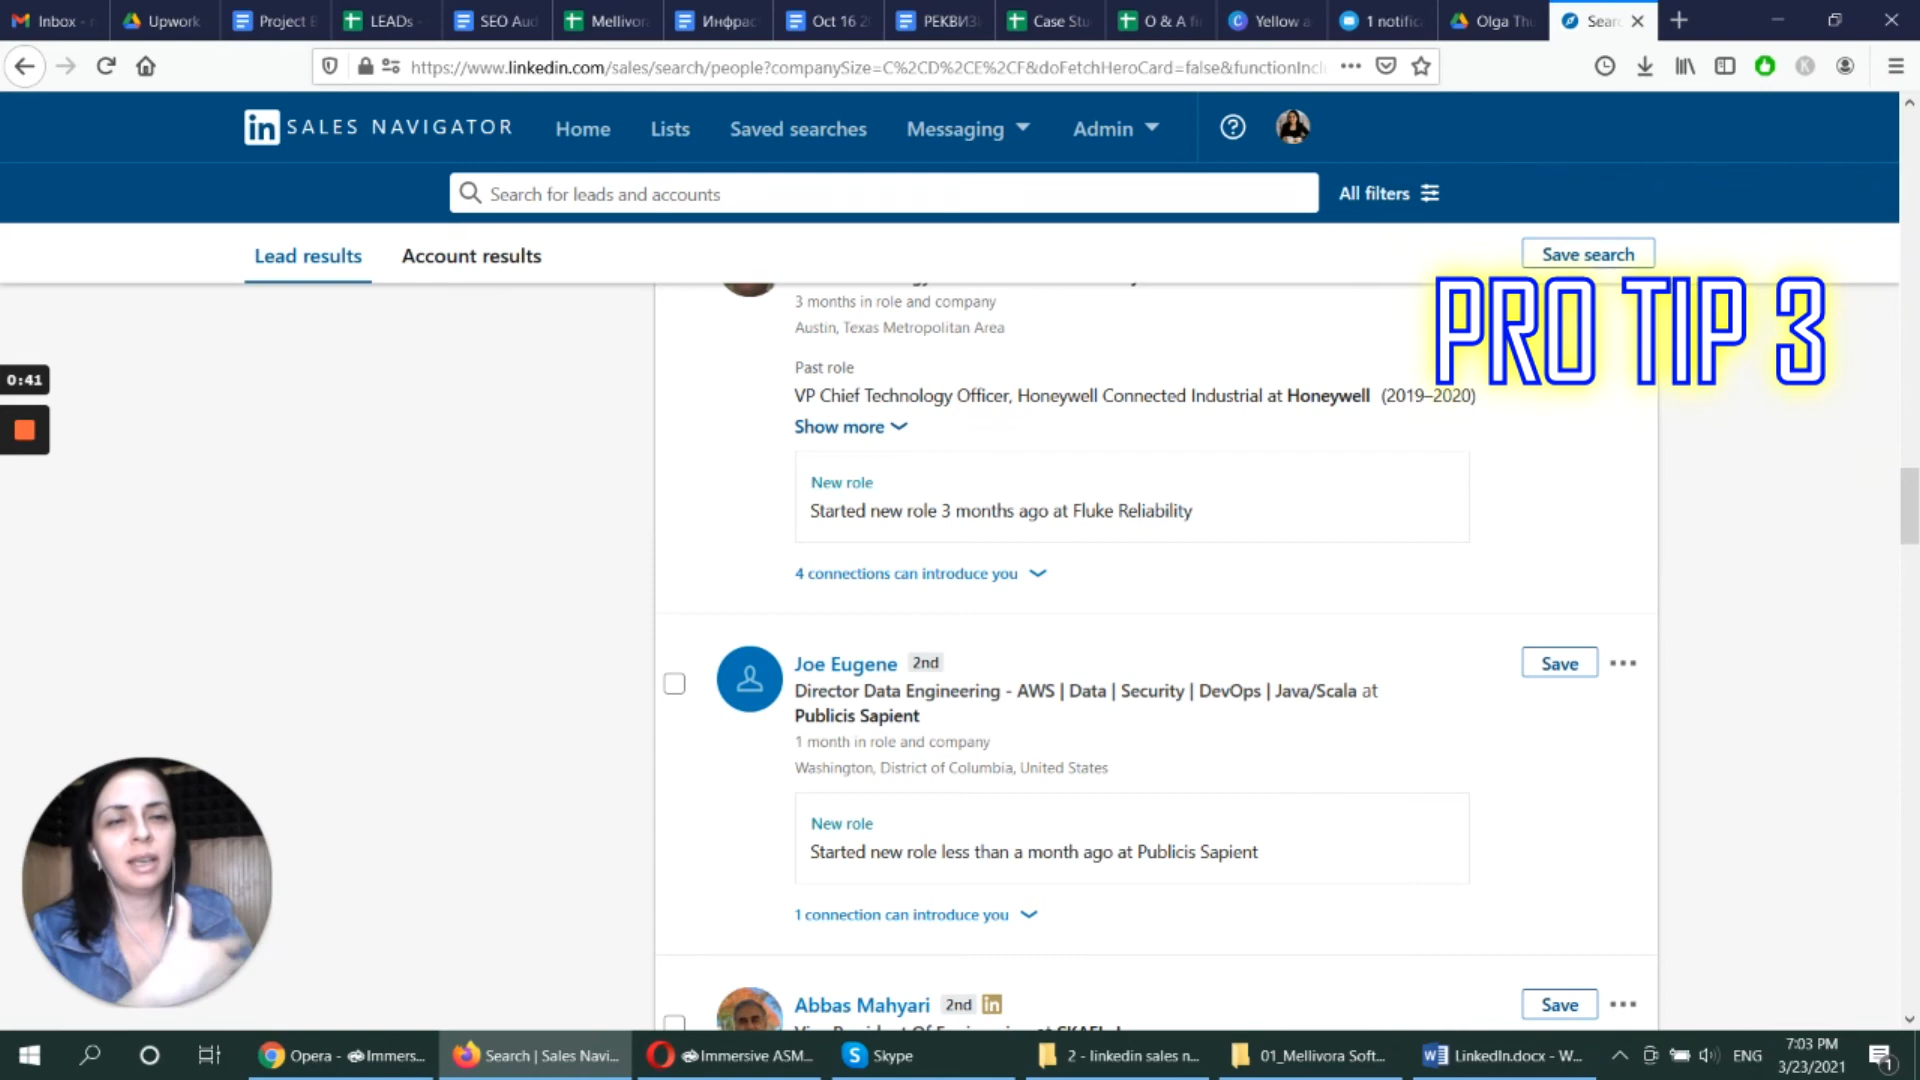 Inbox -
Upwork
Project E
LEADs -
SEO Aud
Mellivora
Инфрас
Oct 16 2
РЕКВИЗ
Case Stu
O & A fi
Yellow a
1 notific
Olga Thu
Sear
https://www.linkedin.com/sales/search/people?companySize=C%2CD%2CE%2CF&doFetchHeroCard=false&functionIncl
in SALES NAVIGATOR
Home
Lists
Saved searches
Messaging
Admin
Search for leads and accounts
All filters
Lead results
Account results
Save search
PRO TIP 3
3 months in role and company
Austin, Texas Metropolitan Area
0:41
Past role
VP Chief Technology Officer, Honeywell Connected Industrial at Honeywell (2019–2020)
Show more
New role
Started new role 3 months ago at Fluke Reliability
4 connections can introduce you
Joe Eugene 2nd
Save
Director Data Engineering - AWS | Data | Security | DevOps | Java/Scala at
Publicis Sapient
1 month in role and company
Washington, District of Columbia, United States
New role
Started new role less than a month ago at Publicis Sapient
1 connection can introduce you
Abbas Mahyari 2nd in
Save
Opera - Immers...
Search | Sales Navi...
Immersive ASM...
Skype
2 - linkedin sales n...
01_Mellivora Soft...
LinkedIn.docx - W...
ENG
7:03 PM
3/23/2021
1